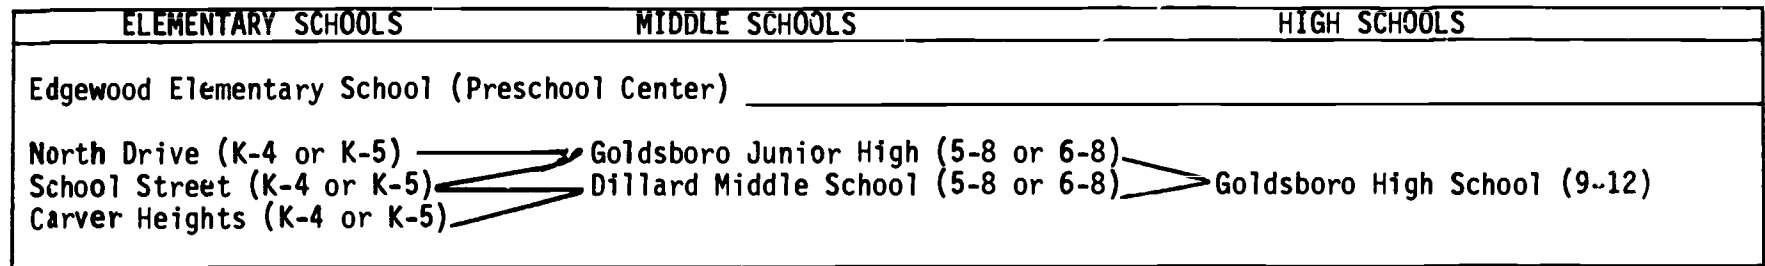 ELEMENTARY SCHOOLS MIDDLE SCHOOLS HIGH SCHOOLS
Edgewood Elementary School (Preschool Center)
North Drive (K-4 or K-5) Goldsboro Junior High (5-8 or 6-8)
School Street (K-4 or K-5) Dillard Middle School (5-8 or 6-8) Goldsboro High School (9-12)
Carver Heights (K-4 or K-5)